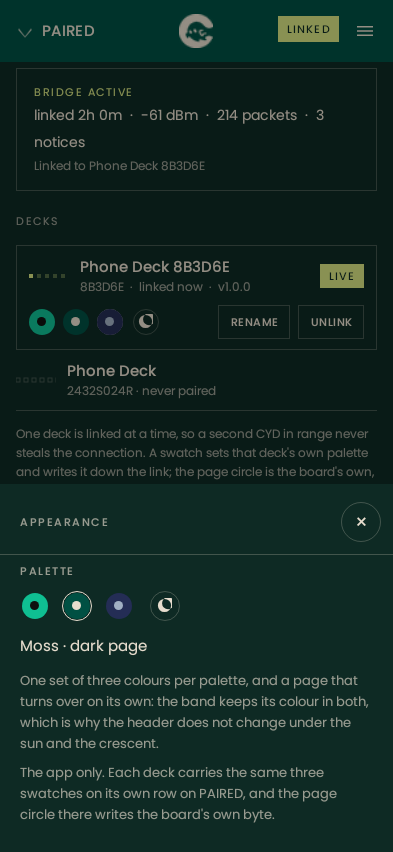 PAIRED
LINKED
BRIDGE ACTIVE
linked 2h 0m · -61 dBm · 214 packets · 3
notices
Linked to Phone Deck 8B3D6E
DECKS
Phone Deck 8B3D6E
8B3D6E · linked now · v1.0.0
LIVE
RENAME
UNLINK
Phone Deck
2432S024R · never paired
One deck is linked at a time, so a second CYD in range never
steals the connection. A swatch sets that deck's own palette
and writes it down the link; the page circle is the board's own,
APPEARANCE
×
PALETTE
Moss · dark page
One set of three colours per palette, and a page that
turns over on its own: the band keeps its colour in both,
which is why the header does not change under the
sun and the crescent.
The app only. Each deck carries the same three
swatches on its own row on PAIRED, and the page
circle there writes the board's own byte.